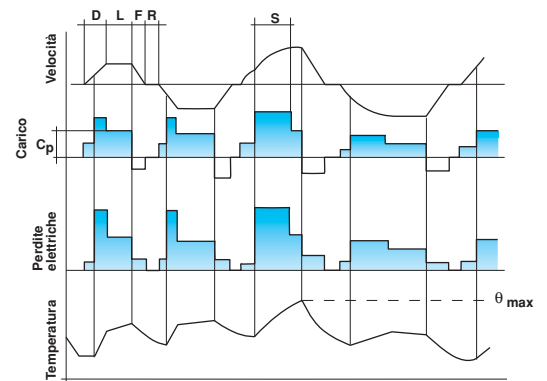 D L F R S
Velocità
Carico
Cp
Perdite
elettriche
θ max
Temperatura